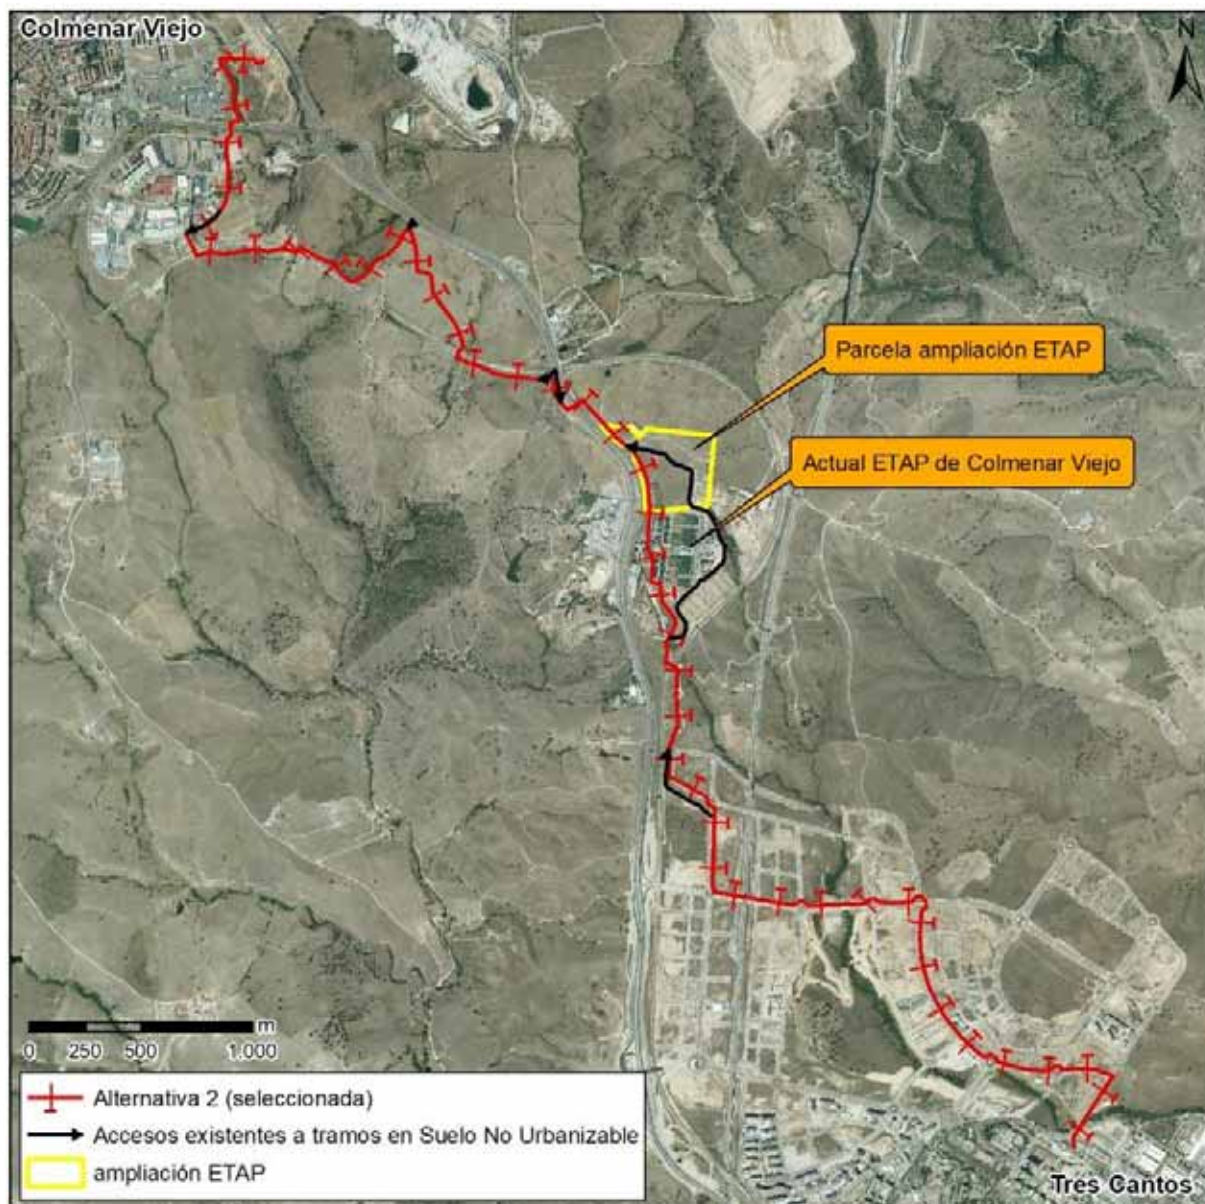 Colmenar Viejo
N
Parcela ampliación ETAP
Actual ETAP de Colmenar Viejo
m
0 250 500 1.000
Alternativa 2 (seleccionada)
Accesos existentes a tramos en Suelo No Urbanizable
ampliación ETAP
Tres Cantos